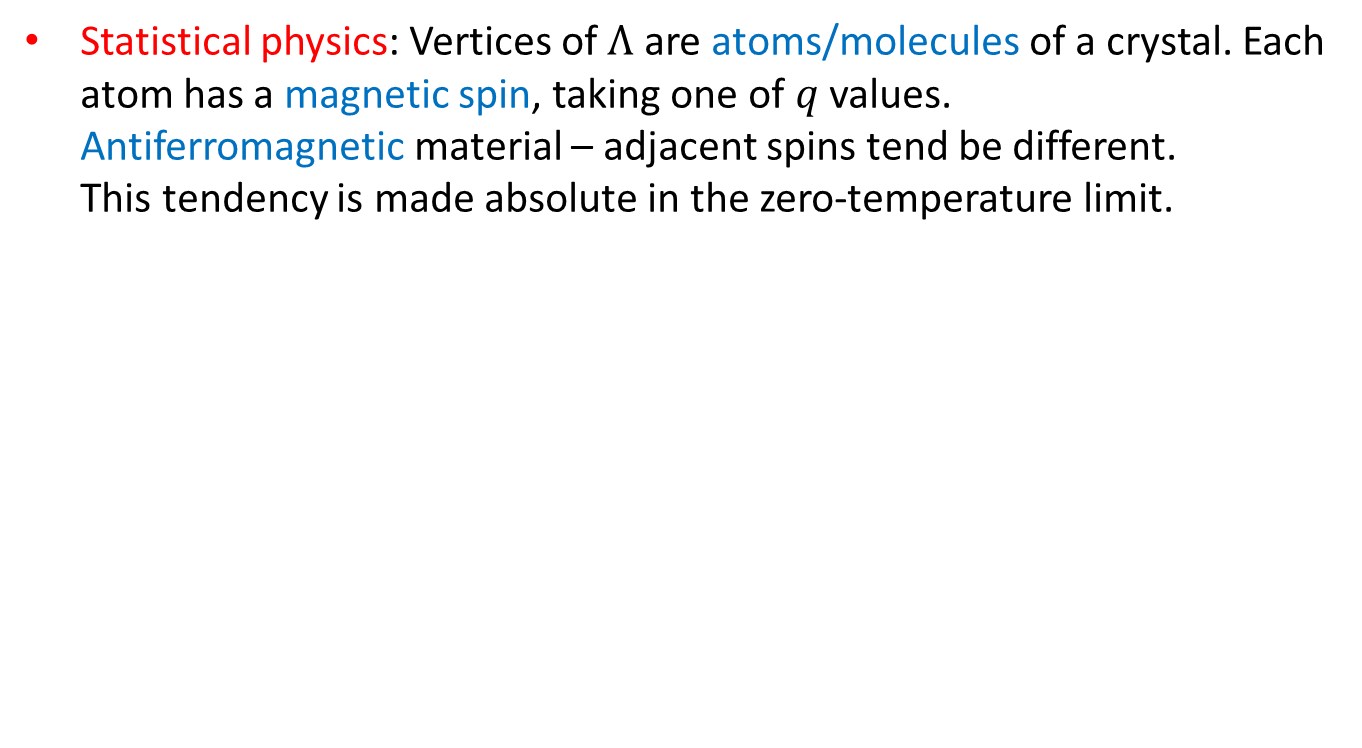 • Statistical physics: Vertices of Λ are atoms/molecules of a crystal. Each
atom has a magnetic spin, taking one of q values.
Antiferromagnetic material – adjacent spins tend be different.
This tendency is made absolute in the zero-temperature limit.